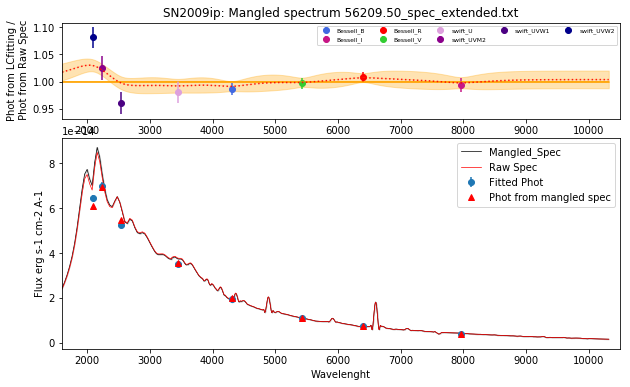 SN2009ip: Mangled spectrum 56209.50_spec_extended.txt
Phot from LCfitting /
Phot from Raw Spec
1.10
1.05
1.00
0.95
Bessell_B
Bessell_I
Bessell_R
Bessell_V
swift_U
swift_UVM2
swift_UVW1
swift_UVW2
2000 3000 4000 5000 6000 7000 8000 9000 10000
1e−14
Flux erg s-1 cm-2 A-1
8
6
4
2
0
Mangled_Spec
Raw Spec
Fitted Phot
Phot from mangled spec
2000 3000 4000 5000 6000 7000 8000 9000 10000
Wavelenght